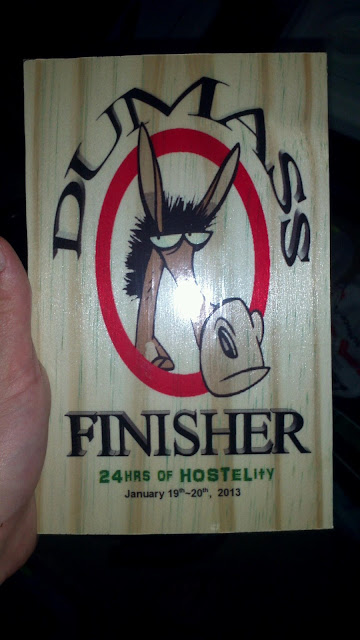 DUMASS
FINISHER
24HRS OF HOSTELity
January 19th~20th, 2013